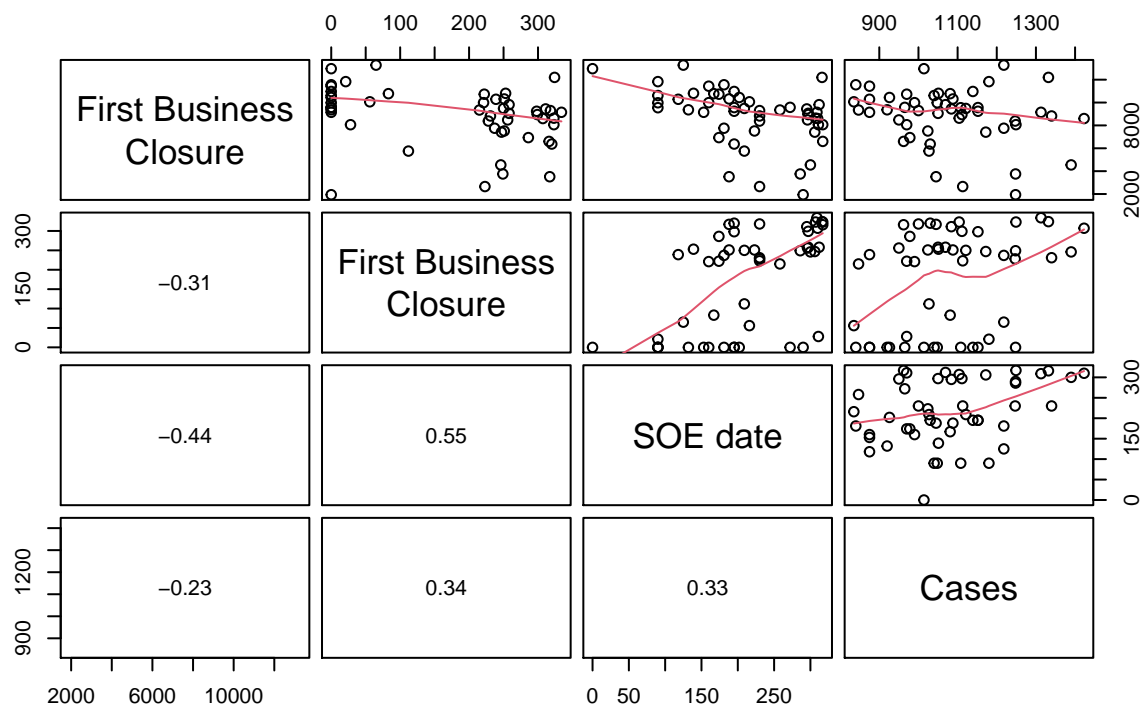 0 100 200 300
900 1100 1300
First Business
Closure
2000 8000
0 150 300
−0.31
First Business
Closure
−0.44
0.55
SOE date
0 150 300
900 1200
−0.23
0.34
0.33
Cases
2000 6000 10000
0 50 150 250